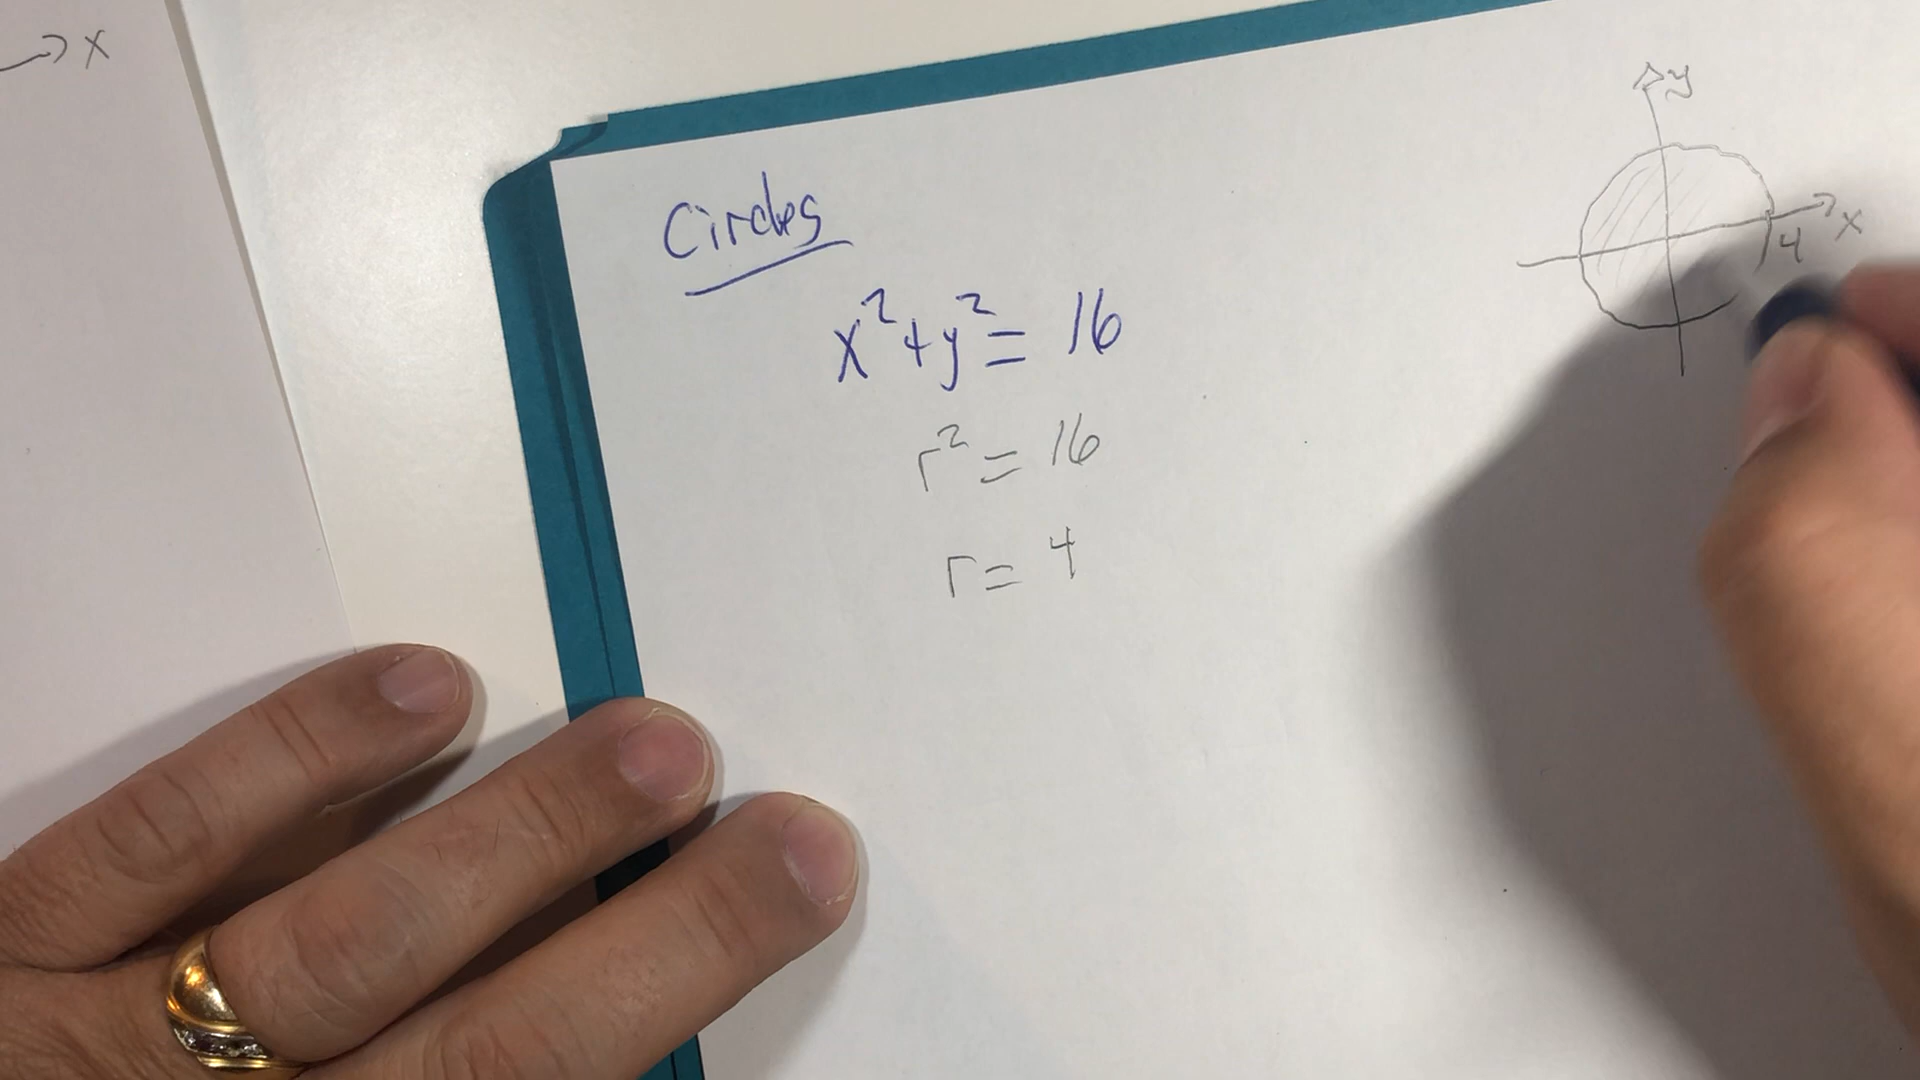 x
Circles
x² + y² = 16
r² = 16
r = 4
y
x
4